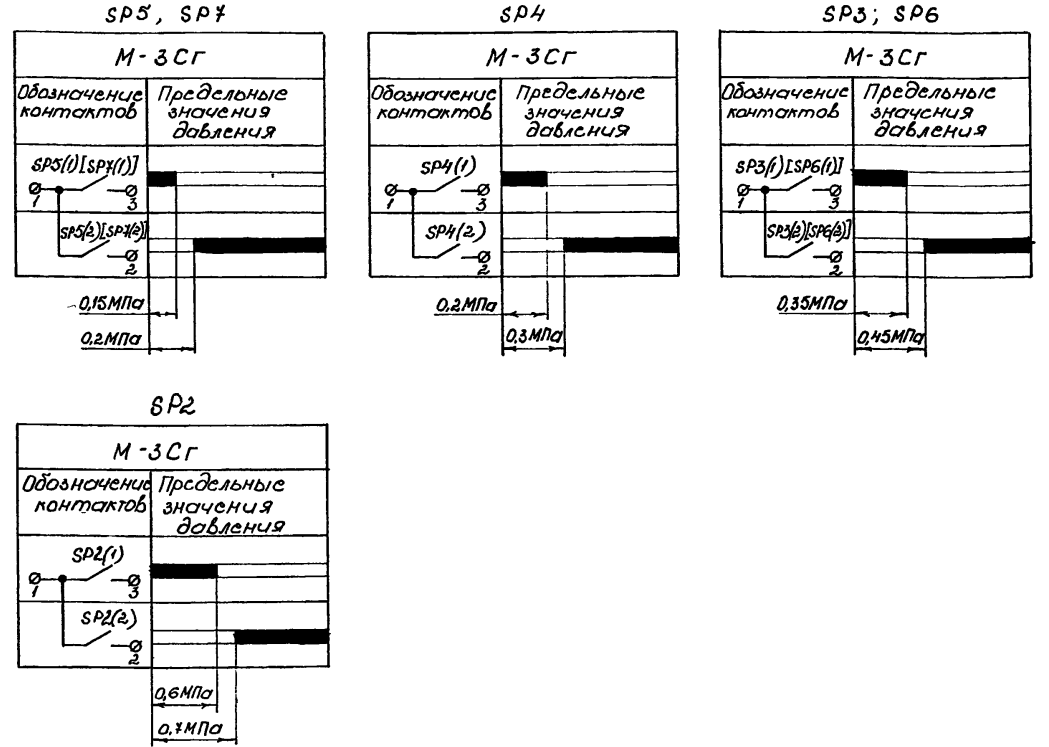 SP5, SP7
М-3Сг
Обозначение контактов
Предельные значения давления
SP5(1)[SP7(1)]
1
3
SP5(2)[SP7(2)]
2
0,15МПа
0,2МПа
SP4
М-3Сг
Обозначение контактов
Предельные значения давления
SP4(1)
1
3
SP4(2)
2
0,2МПа
0,3МПа
SP3; SP6
М-3Сг
Обозначение контактов
Предельные значения давления
SP3(1)[SP6(1)]
1
3
SP3(2)[SP6(2)]
2
0,35МПа
0,45МПа
SP2
М-3Сг
Обозначение контактов
Предельные значения давления
SP2(1)
1
3
SP2(2)
2
0,6МПа
0,7МПа